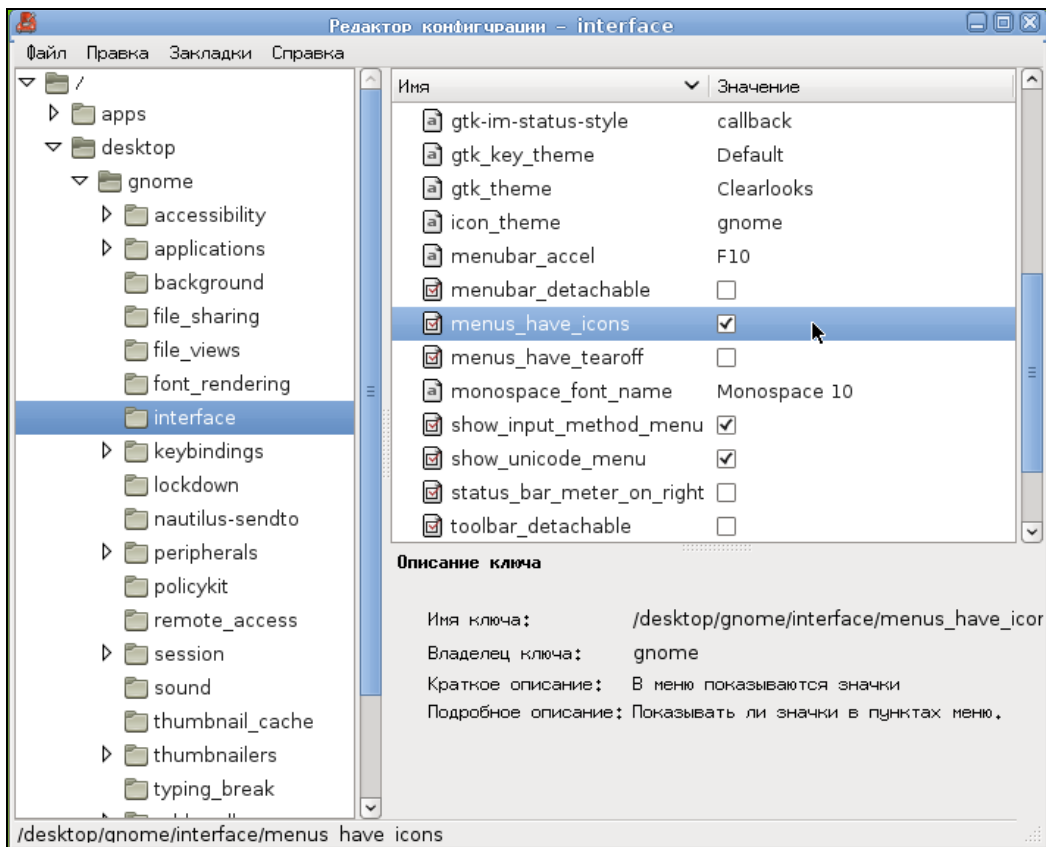 Редактор конфигурации – interface
Файл Правка Закладки Справка
/
apps
desktop
gnome
accessibility
applications
background
file_sharing
file_views
font_rendering
interface
keybindings
lockdown
nautilus-sendto
peripherals
policykit
remote_access
session
sound
thumbnail_cache
thumbnailers
typing_break
Имя Значение
gtk-im-status-style callback
gtk_key_theme Default
gtk_theme Clearlooks
icon_theme gnome
menubar_accel F10
menubar_detachable
menus_have_icons
menus_have_tearoff
monospace_font_name Monospace 10
show_input_method_menu
show_unicode_menu
status_bar_meter_on_right
toolbar_detachable
Описание ключа
Имя ключа: /desktop/gnome/interface/menus_have_icor
Владелец ключа: gnome
Краткое описание: В меню показываются значки
Подробное описание: Показывать ли значки в пунктах меню.
/desktop/gnome/interface/menus_have_icons